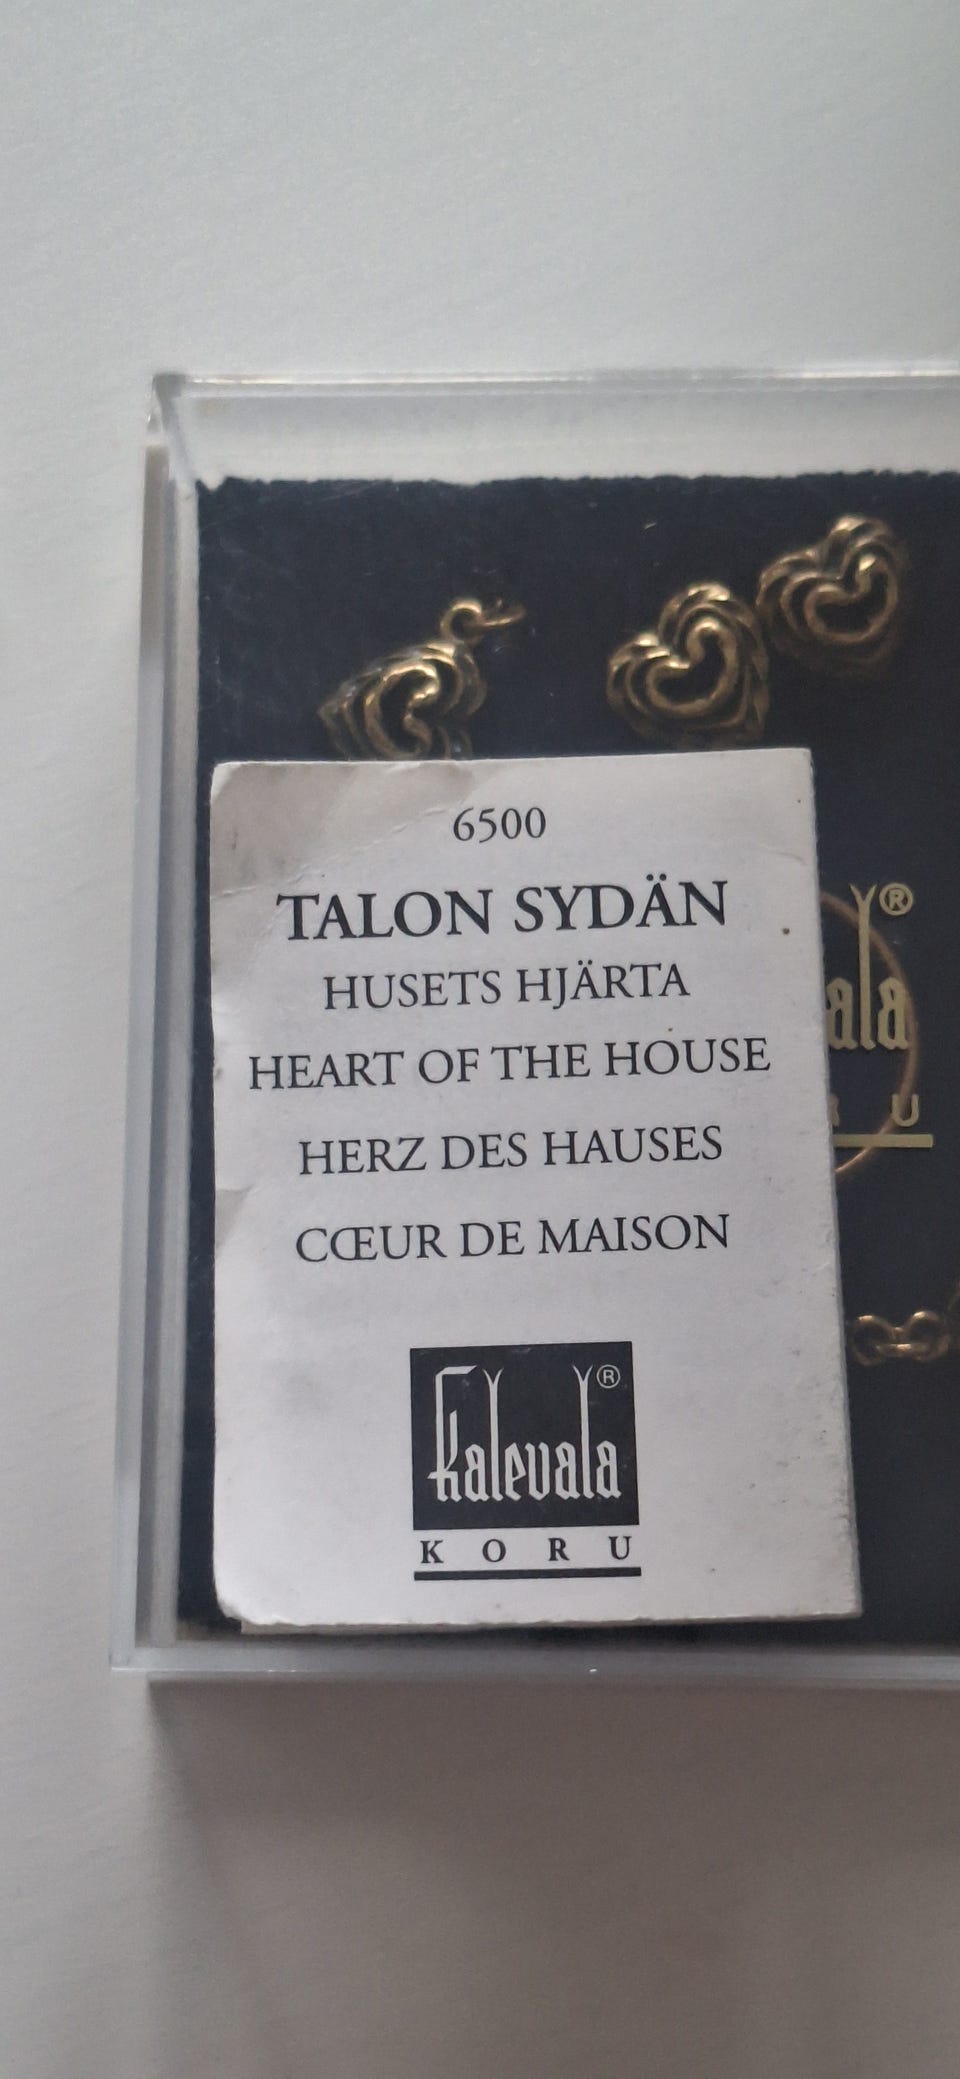 6500
TALON SYDÄN
HUSETS HJÄRTA
HEART OF THE HOUSE
HERZ DES HAUSES
CŒUR DE MAISON
Kalevala®
KORU